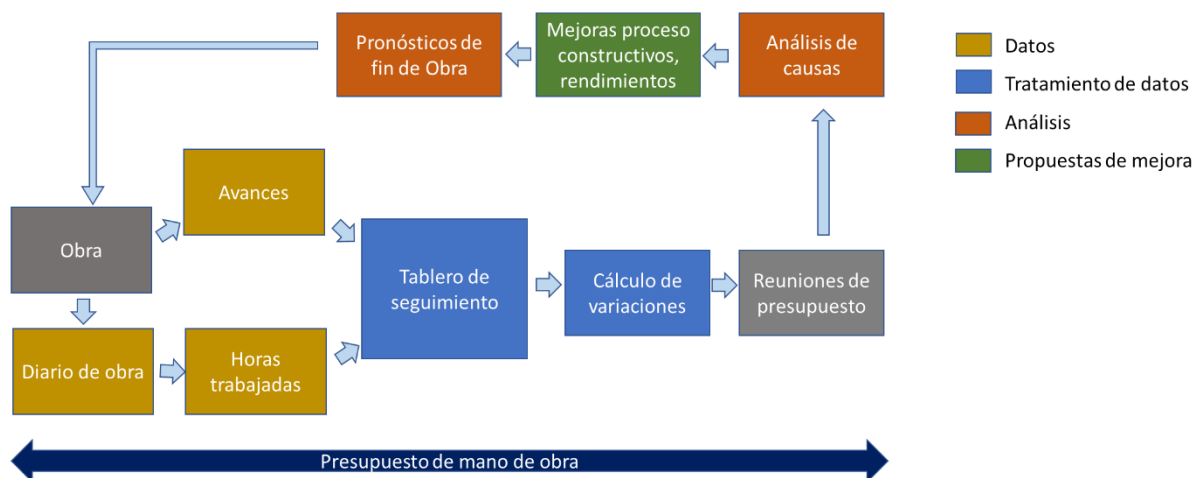 Pronósticos de
fin de Obra
Mejoras proceso
constructivos,
rendimientos
Análisis de
causas
Datos
Tratamiento de datos
Análisis
Propuestas de mejora
Avances
Obra
Tablero de
seguimiento
Cálculo de
variaciones
Reuniones de
presupuesto
Diario de obra
Horas
trabajadas
Presupuesto de mano de obra